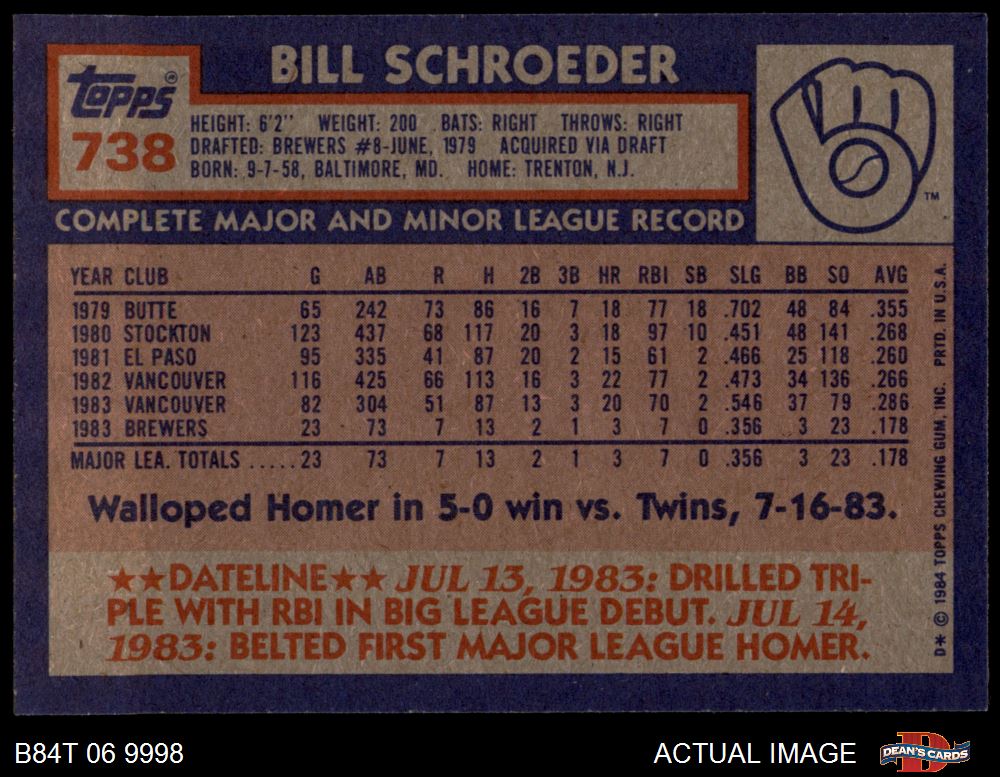 BILL SCHROEDER
Topps®
738
HEIGHT: 6'2" WEIGHT: 200 BATS: RIGHT THROWS: RIGHT
DRAFTED: BREWERS #8-JUNE, 1979 ACQUIRED VIA DRAFT
BORN: 9-7-58, BALTIMORE, MD. HOME: TRENTON, N.J.
TM
COMPLETE MAJOR AND MINOR LEAGUE RECORD
YEAR CLUB G AB R H 2B 3B HR RBI SB SLG BB SO AVG
1979 BUTTE 65 242 73 86 16 7 18 77 18 .702 48 84 .355
1980 STOCKTON 123 437 68 117 20 3 18 97 10 .451 48 141 .268
1981 EL PASO 95 335 41 87 20 2 15 61 2 .466 25 118 .260
1982 VANCOUVER 116 425 66 113 16 3 22 77 2 .473 34 136 .266
1983 VANCOUVER 82 304 51 87 13 3 20 70 2 .546 37 79 .286
1983 BREWERS 23 73 7 13 2 1 3 7 0 .356 3 23 .178
MAJOR LEA. TOTALS .....23 73 7 13 2 1 3 7 0 .356 3 23 .178
Walloped Homer in 5-0 win vs. Twins, 7-16-83.
★★DATELINE★★ JUL 13, 1983: DRILLED TRI-
PLE WITH RBI IN BIG LEAGUE DEBUT. JUL 14,
1983: BELTED FIRST MAJOR LEAGUE HOMER.
D* © 1984 TOPPS CHEWING GUM, INC. PRTD. IN U.S.A.
B84T 06 9998
ACTUAL IMAGE
DEAN'S CARDS